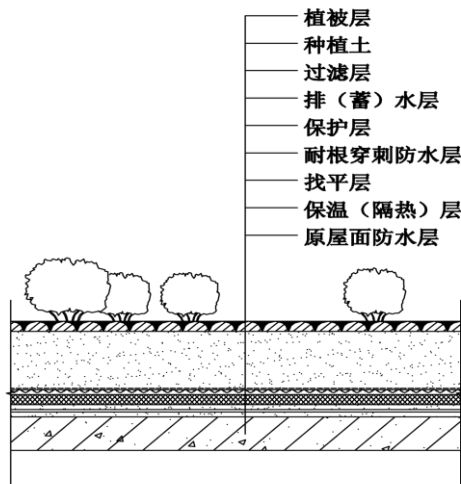 植被层
种植土
过滤层
排（蓄）水层
保护层
耐根穿刺防水层
找平层
保温（隔热）层
原屋面防水层